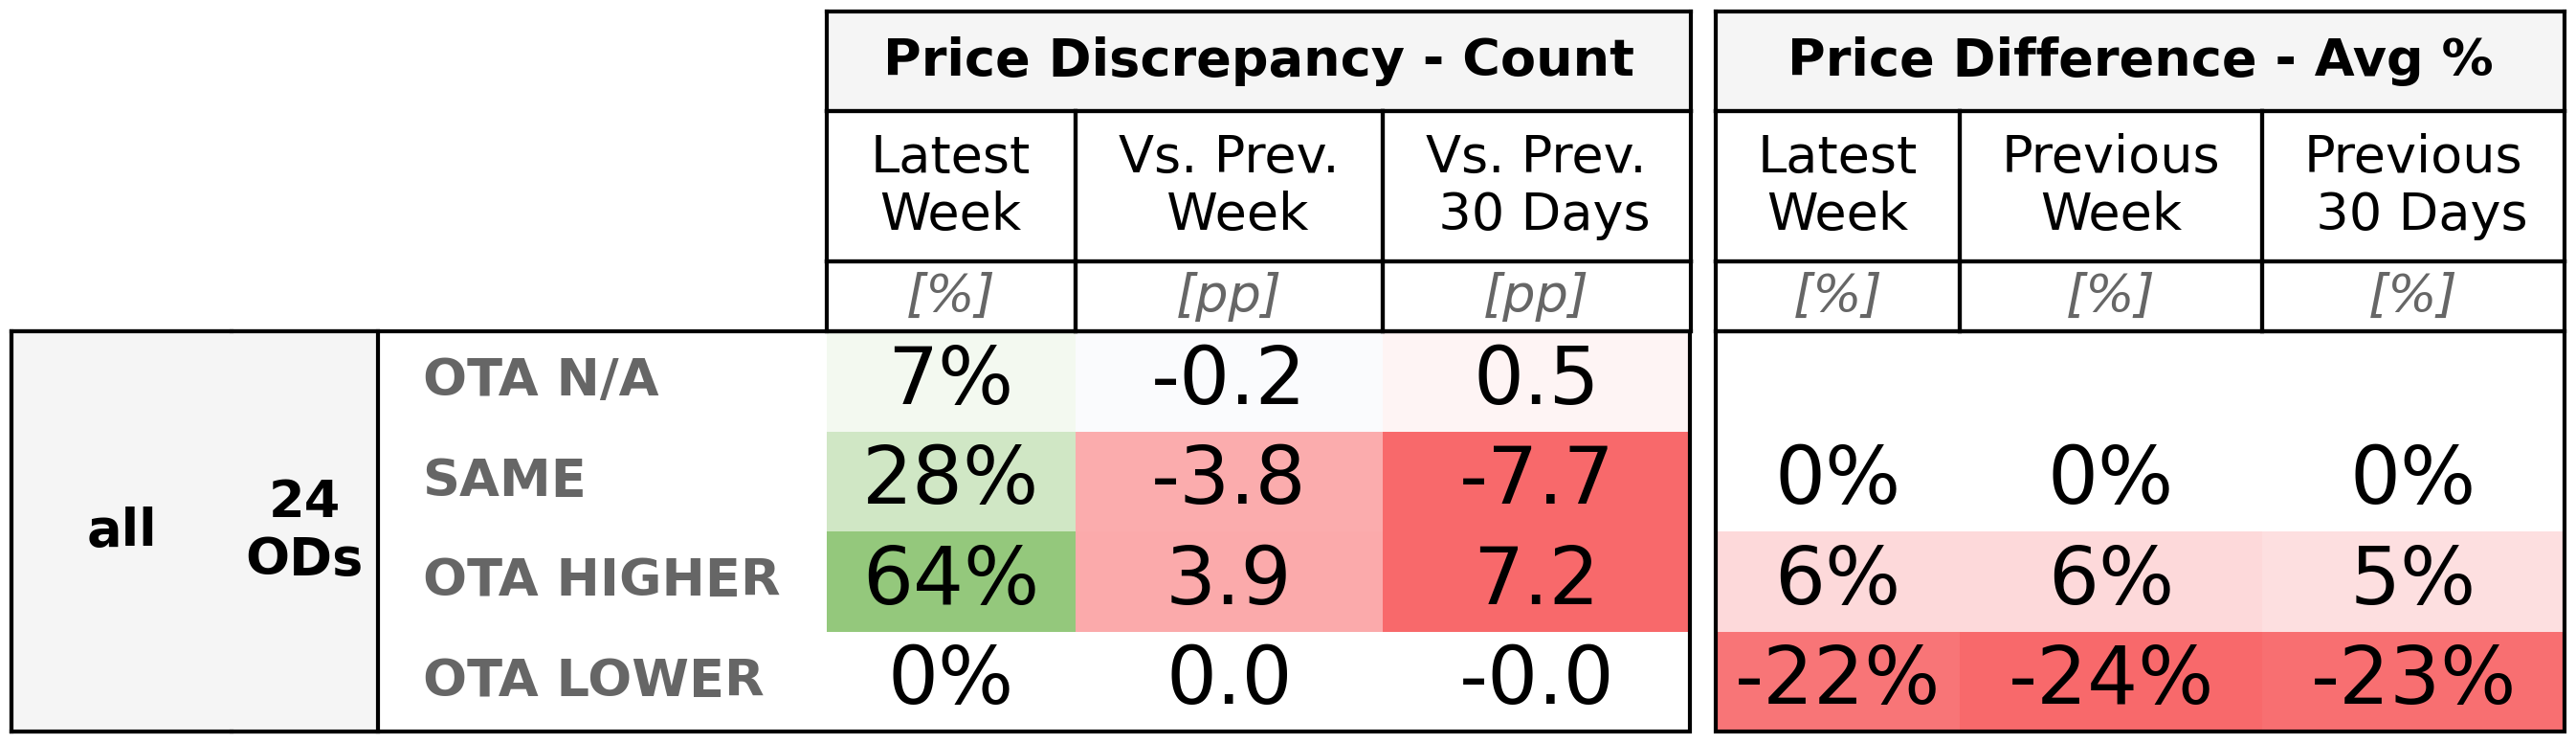 Price Discrepancy - Count Price Difference - Avg %
Latest Week Vs. Prev. Week Vs. Prev. 30 Days Latest Week Previous Week Previous 30 Days
[%] [pp] [pp] [%] [%] [%]
all 24 ODs
OTA N/A 7% -0.2 0.5
SAME 28% -3.8 -7.7 0% 0% 0%
OTA HIGHER 64% 3.9 7.2 6% 6% 5%
OTA LOWER 0% 0.0 -0.0 -22% -24% -23%